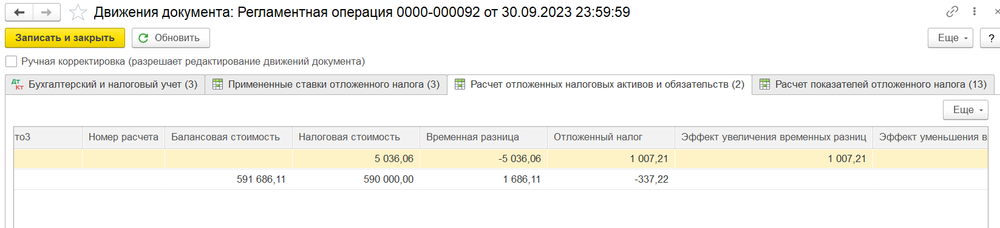 Движения документа: Регламентная операция 0000-000092 от 30.09.2023 23:59:59
Записать и закрыть Обновить Еще ?
Ручная корректировка (разрешает редактирование движений документа)
Дт Кт Бухгалтерский и налоговый учет (3) Примененные ставки отложенного налога (3) Расчет отложенных налоговых активов и обязательств (2) Расчет показателей отложенного налога (13)
Еще
то3 Номер расчета Балансовая стоимость Налоговая стоимость Временная разница Отложенный налог Эффект увеличения временных разниц Эффект уменьшения в
5 036,06 -5 036,06 1 007,21 1 007,21
591 686,11 590 000,00 1 686,11 -337,22